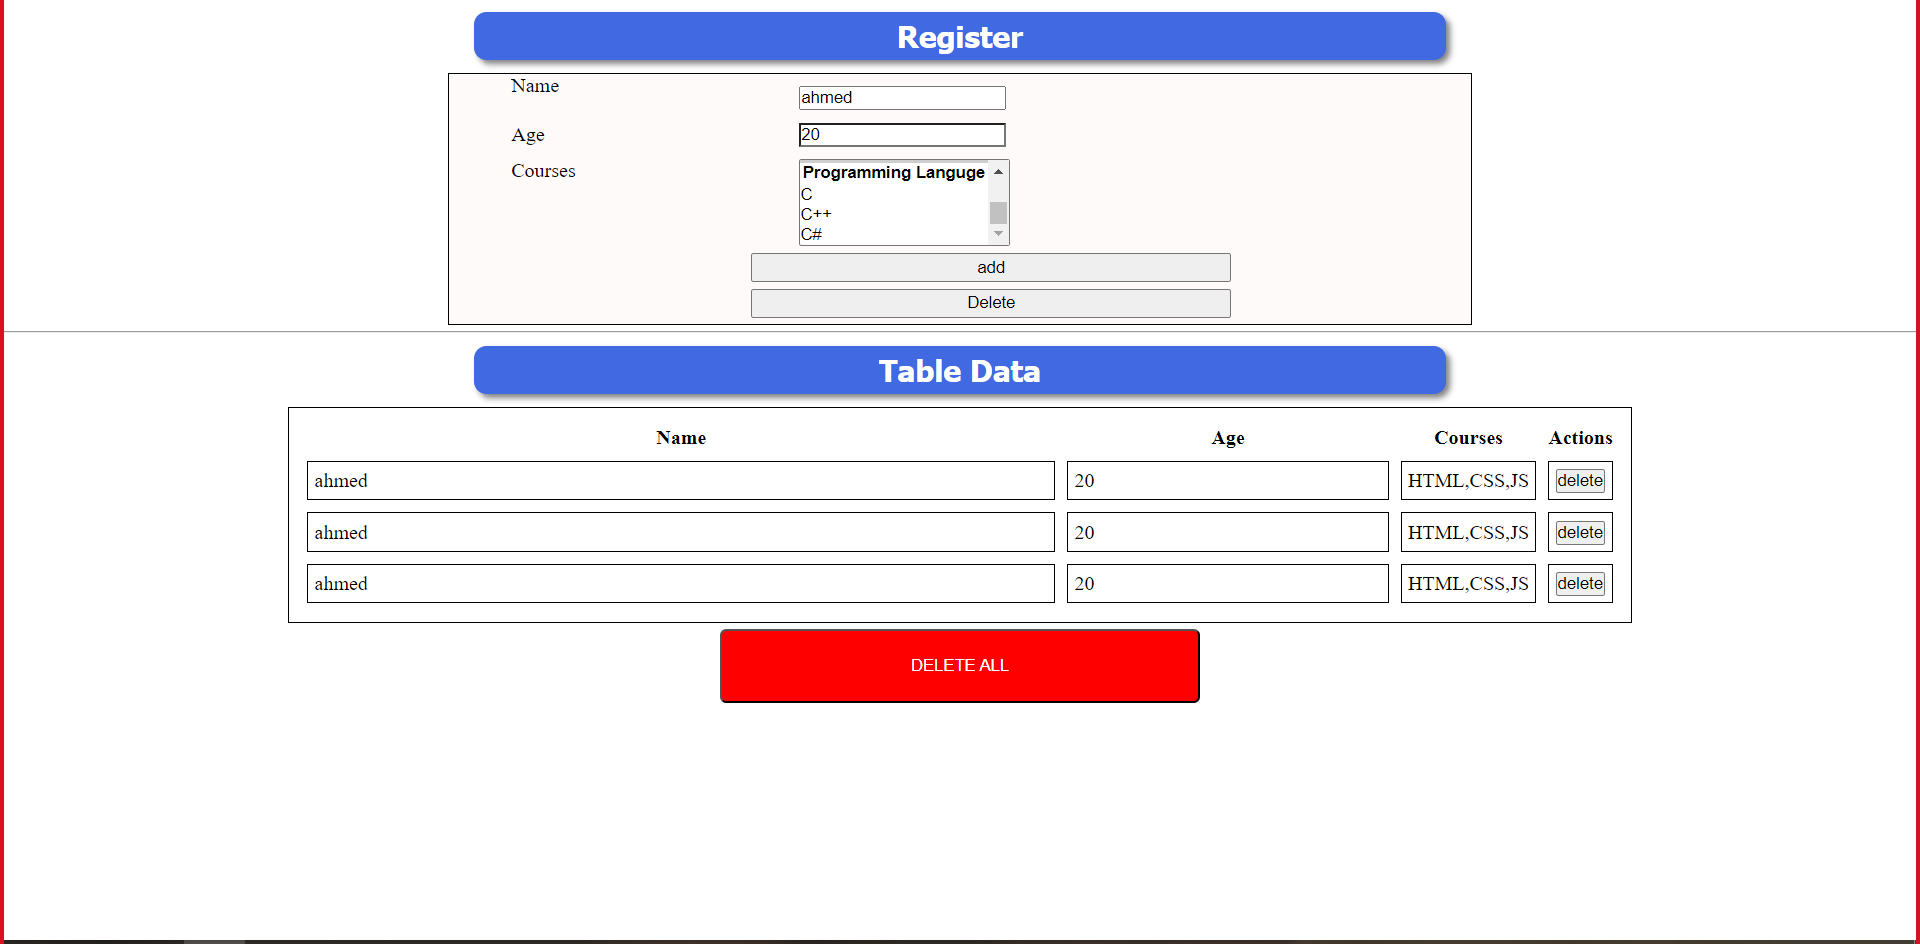 Register
Name
ahmed
Age
20
Courses
Programming Languge
C
C++
C#
add
Delete
Table Data
Name Age Courses Actions
ahmed 20 HTML,CSS,JS delete
ahmed 20 HTML,CSS,JS delete
ahmed 20 HTML,CSS,JS delete
DELETE ALL